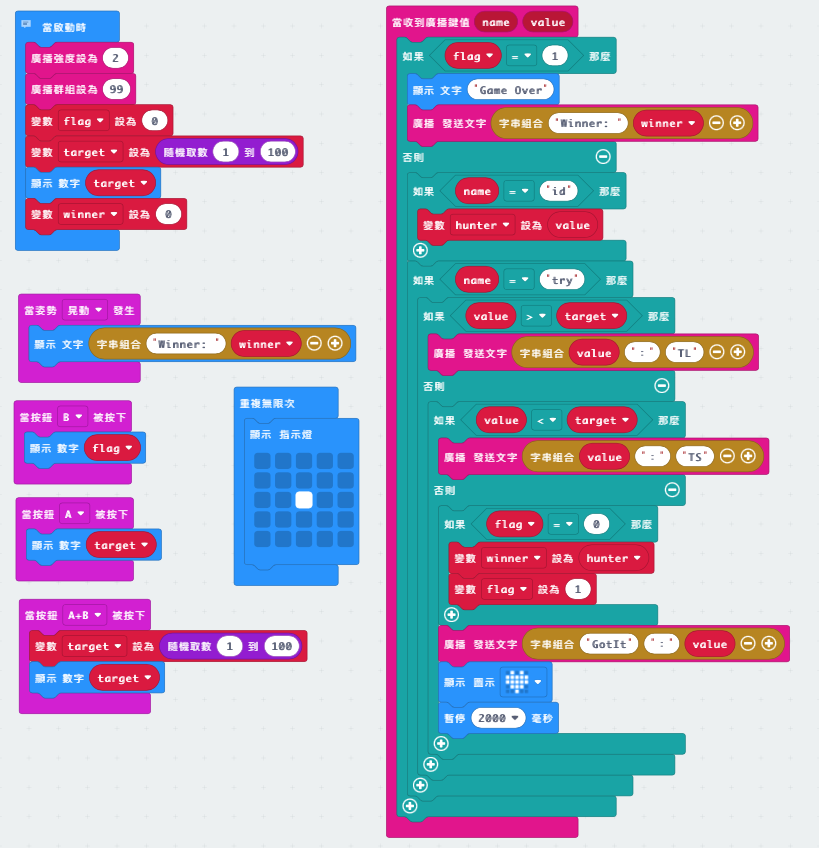 當啟動時
廣播強度設為 2
廣播群組設為 99
變數 flag 設為 0
變數 target 設為 隨機取數 1 到 100
顯示 數字 target
變數 winner 設為 0
當姿勢 晃動 發生
顯示 文字 字串組合 "Winner: " winner
當按鈕 B 被按下
顯示 數字 flag
當按鈕 A 被按下
顯示 數字 target
當按鈕 A+B 被按下
變數 target 設為 隨機取數 1 到 100
顯示 數字 target
重複無限次
顯示 指示燈
當收到廣播鍵值 name value
如果 flag = 1 那麼
顯示 文字 "Game Over"
廣播 發送文字 字串組合 "Winner: " winner
否則
如果 name = "id" 那麼
變數 hunter 設為 value
如果 name = "try" 那麼
如果 value > target 那麼
廣播 發送文字 字串組合 value ":" "TL"
否則
如果 value < target 那麼
廣播 發送文字 字串組合 value ":" "TS"
否則
如果 flag = 0 那麼
變數 winner 設為 hunter
變數 flag 設為 1
廣播 發送文字 字串組合 "GotIt" ":" value
顯示 圖示
暫停 2000 毫秒